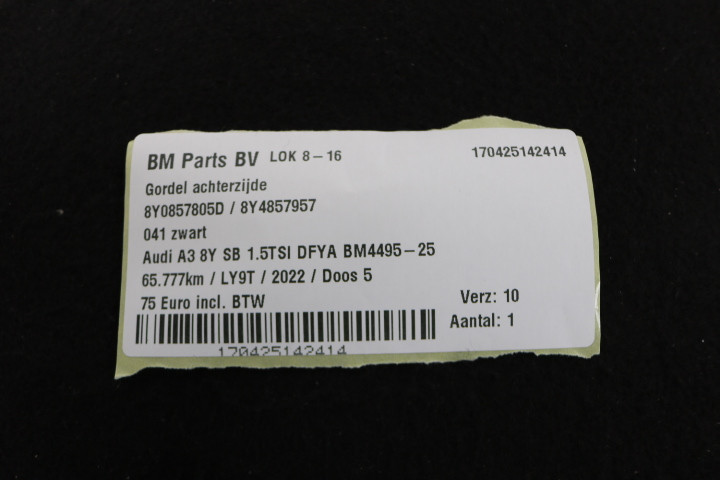 BM Parts BV LOK 8-16 170425142414
Gordel achterzijde
8Y0857805D / 8Y4857957
041 zwart
Audi A3 8Y SB 1.5TSI DFYA BM4495-25
65.777km / LY9T / 2022 / Doos 5
75 Euro incl. BTW Verz: 10
Aantal: 1
170425142414